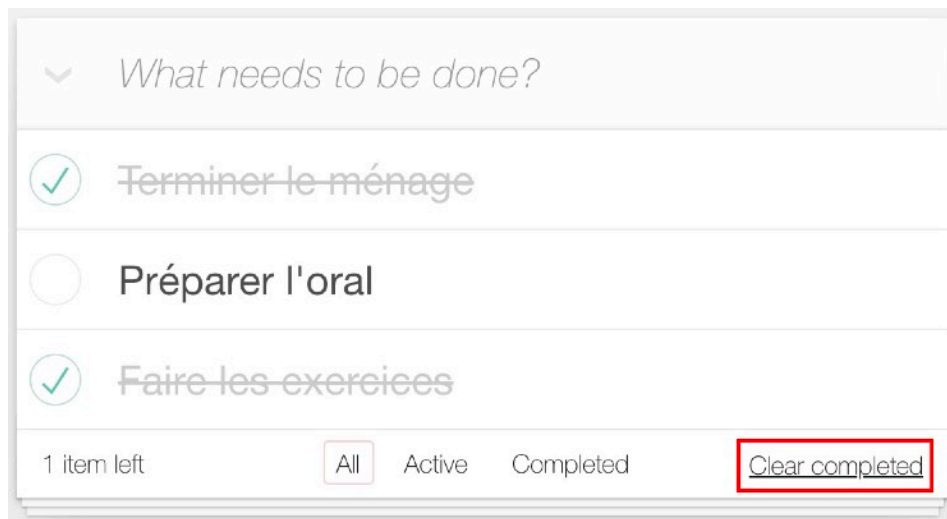 What needs to be done?
Terminer le ménage
Préparer l'oral
Faire les exercices
1 item left All Active Completed Clear completed